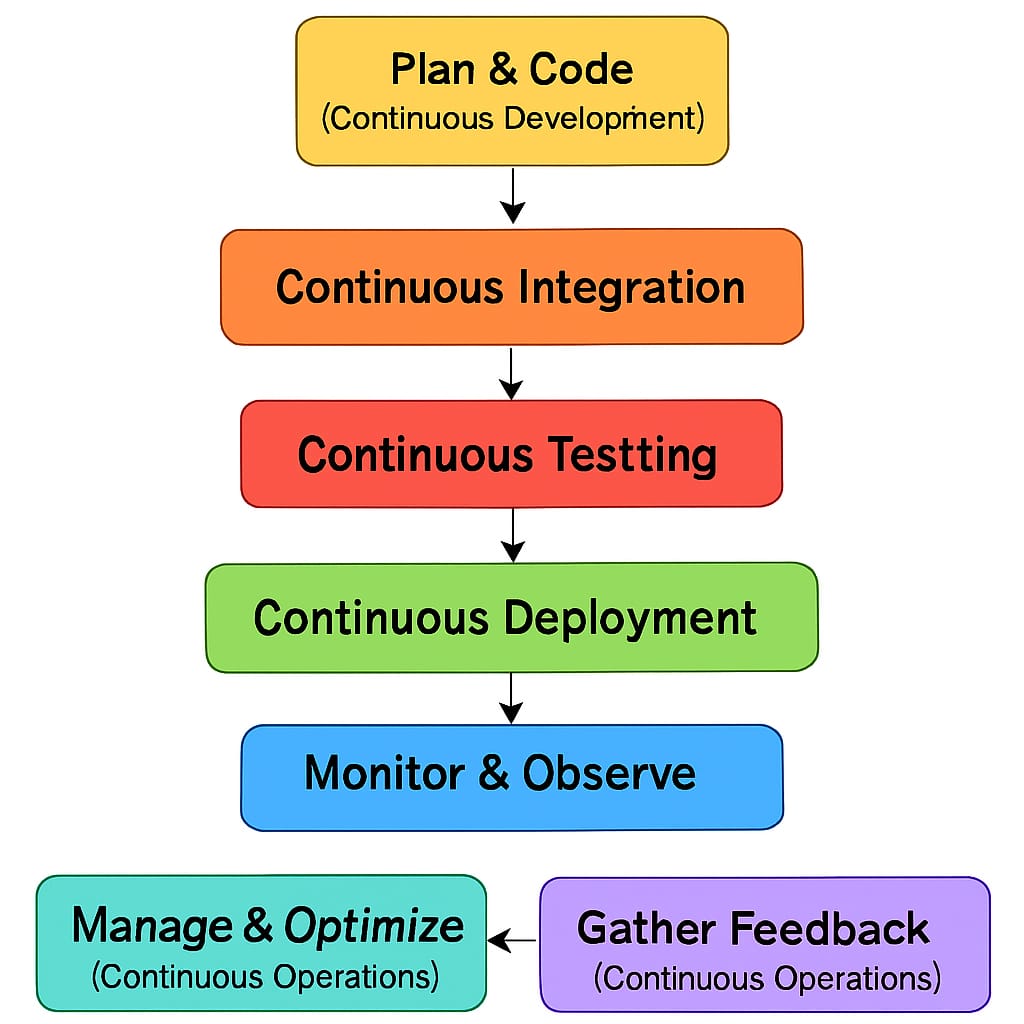 Plan & Code
(Continuous Development)
Continuous Integration
Continuous Testting
Continuous Deployment
Monitor & Observe
Manage & Optimize
(Continuous Operations)
Gather Feedback
(Continuous Operations)